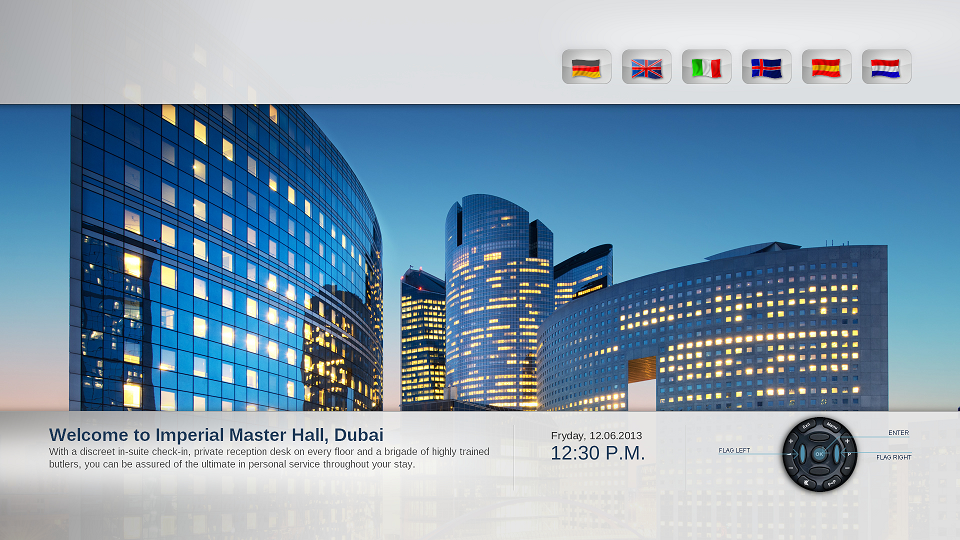 Welcome to Imperial Master Hall, Dubai
With a discreet in-suite check-in, private reception desk on every floor and a brigade of highly trained
butlers, you can be assured of the ultimate in personal service throughout your stay.
Fryday, 12.06.2013
12:30 P.M.
FLAG LEFT
Exit
Menu
OK
P
ENTER
FLAG RIGHT